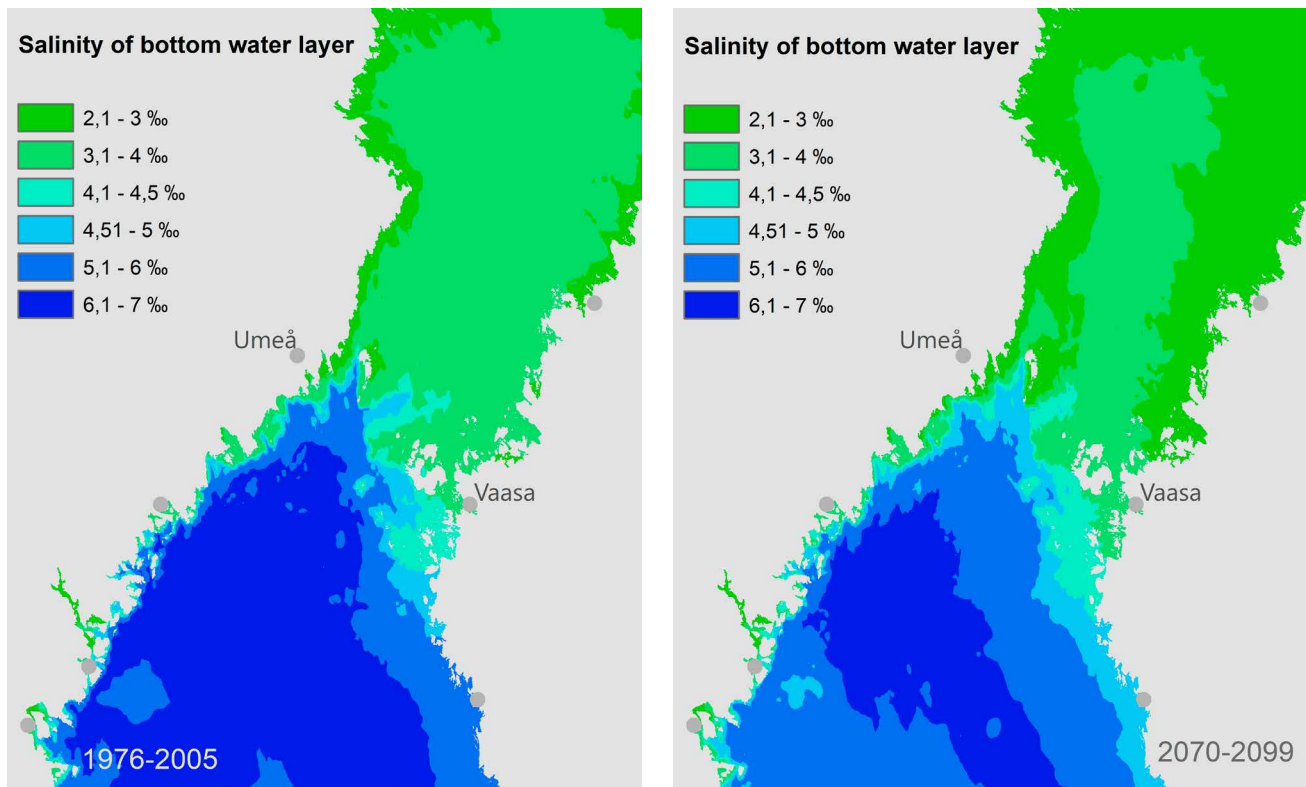 Salinity of bottom water layer
2,1 - 3 ‰
3,1 - 4 ‰
4,1 - 4,5 ‰
4,51 - 5 ‰
5,1 - 6 ‰
6,1 - 7 ‰
Umeå
Vaasa
1976-2005
Salinity of bottom water layer
2,1 - 3 ‰
3,1 - 4 ‰
4,1 - 4,5 ‰
4,51 - 5 ‰
5,1 - 6 ‰
6,1 - 7 ‰
Umeå
Vaasa
2070-2099